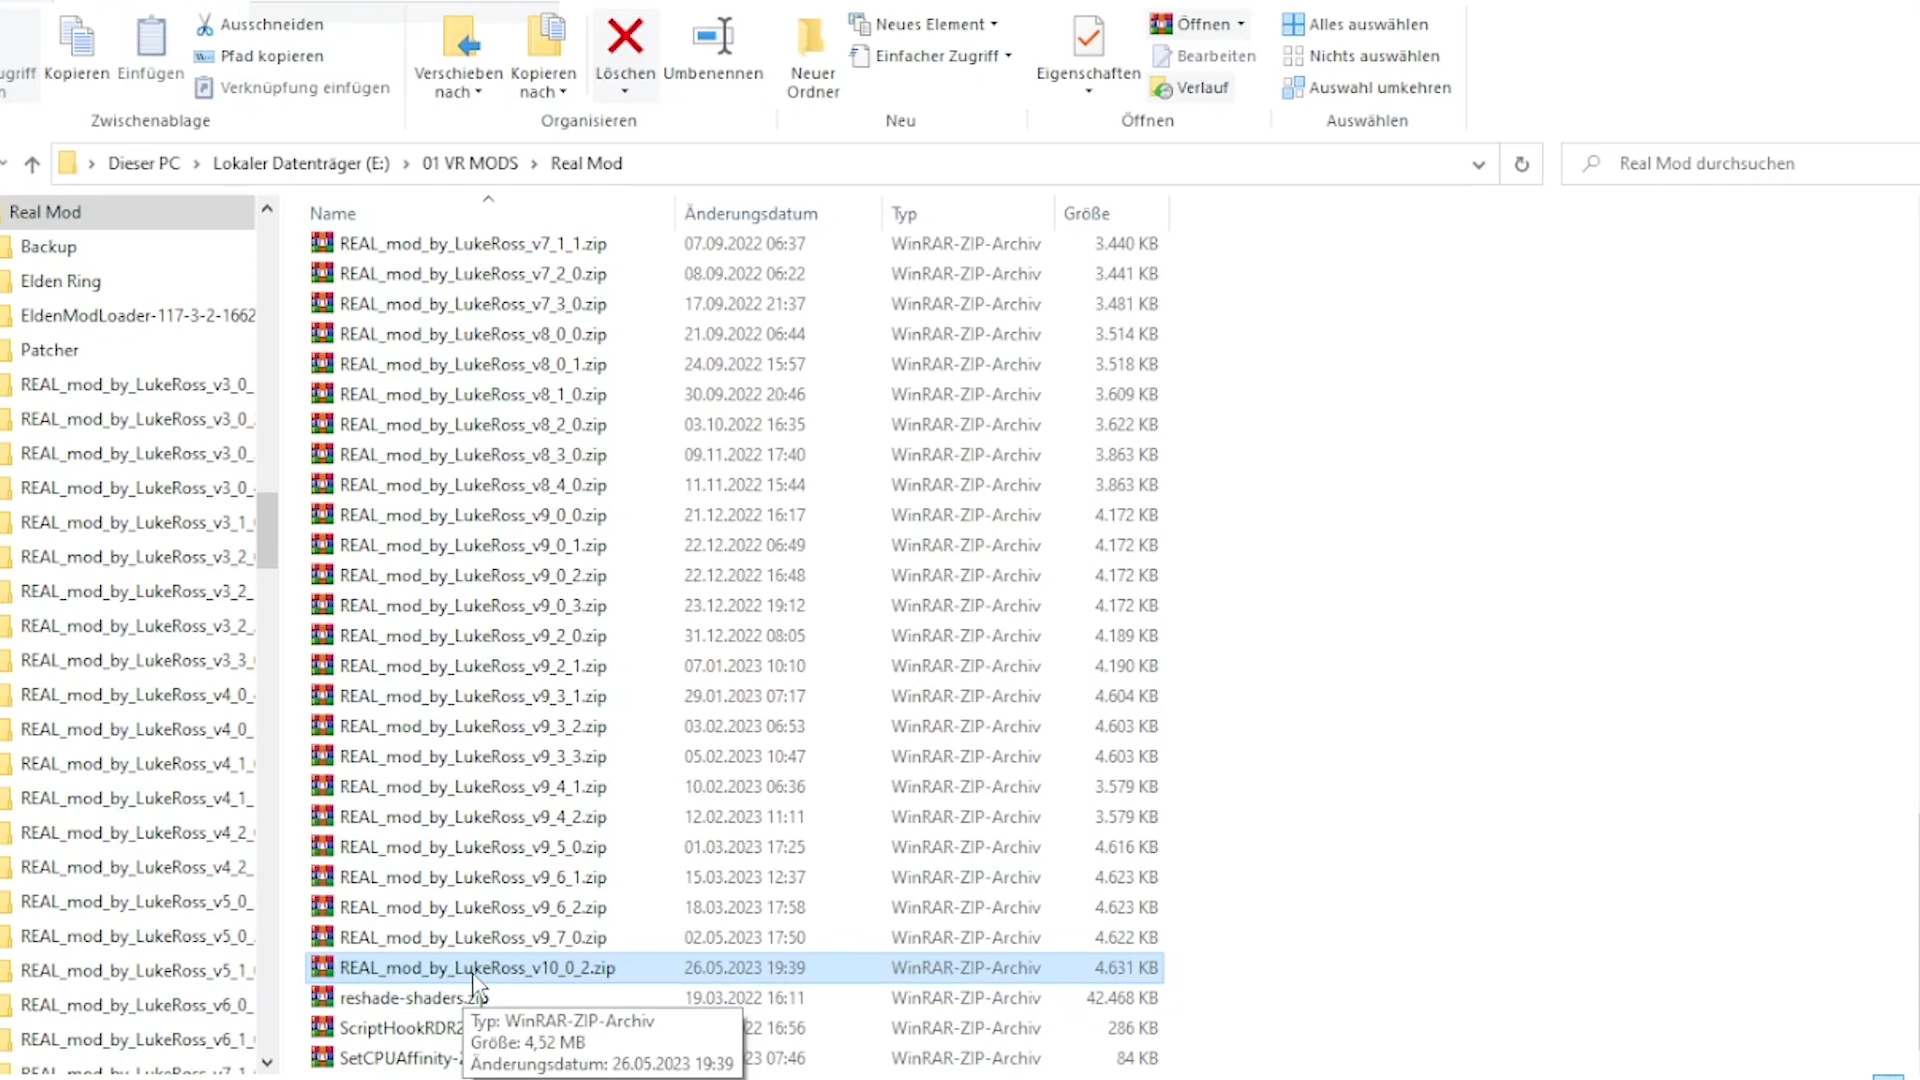 Ausschneiden
Pfad kopieren
Verknüpfung einfügen
ugriff
n
Kopieren
Einfügen
Zwischenablage
Verschieben
nach
Kopieren
nach
Löschen
Umbenennen
Organisieren
Neuer
Ordner
Neues Element
Einfacher Zugriff
Neu
Eigenschaften
Öffnen
Bearbeiten
Verlauf
Öffnen
Alles auswählen
Nichts auswählen
Auswahl umkehren
Auswählen
Dieser PC > Lokaler Datenträger (E:) > 01 VR MODS > Real Mod
Real Mod durchsuchen
Real Mod
Backup
Elden Ring
EldenModLoader-117-3-2-1662
Patcher
REAL_mod_by_LukeRoss_v3_0_
REAL_mod_by_LukeRoss_v3_0_
REAL_mod_by_LukeRoss_v3_0_
REAL_mod_by_LukeRoss_v3_0_
REAL_mod_by_LukeRoss_v3_1_
REAL_mod_by_LukeRoss_v3_2_
REAL_mod_by_LukeRoss_v3_2_
REAL_mod_by_LukeRoss_v3_2_
REAL_mod_by_LukeRoss_v3_3_
REAL_mod_by_LukeRoss_v4_0_
REAL_mod_by_LukeRoss_v4_0_
REAL_mod_by_LukeRoss_v4_1_
REAL_mod_by_LukeRoss_v4_1_
REAL_mod_by_LukeRoss_v4_2_
REAL_mod_by_LukeRoss_v4_2_
REAL_mod_by_LukeRoss_v5_0_
REAL_mod_by_LukeRoss_v5_0_
REAL_mod_by_LukeRoss_v5_1_
REAL_mod_by_LukeRoss_v6_0_
REAL_mod_by_LukeRoss_v6_1_
REAL_mod_by_LukeRoss_v7_1_
Name Änderungsdatum Typ Größe
REAL_mod_by_LukeRoss_v7_1_1.zip 07.09.2022 06:37 WinRAR-ZIP-Archiv 3.440 KB
REAL_mod_by_LukeRoss_v7_2_0.zip 08.09.2022 06:22 WinRAR-ZIP-Archiv 3.441 KB
REAL_mod_by_LukeRoss_v7_3_0.zip 17.09.2022 21:37 WinRAR-ZIP-Archiv 3.481 KB
REAL_mod_by_LukeRoss_v8_0_0.zip 21.09.2022 06:44 WinRAR-ZIP-Archiv 3.514 KB
REAL_mod_by_LukeRoss_v8_0_1.zip 24.09.2022 15:57 WinRAR-ZIP-Archiv 3.518 KB
REAL_mod_by_LukeRoss_v8_1_0.zip 30.09.2022 20:46 WinRAR-ZIP-Archiv 3.609 KB
REAL_mod_by_LukeRoss_v8_2_0.zip 03.10.2022 16:35 WinRAR-ZIP-Archiv 3.622 KB
REAL_mod_by_LukeRoss_v8_3_0.zip 09.11.2022 17:40 WinRAR-ZIP-Archiv 3.863 KB
REAL_mod_by_LukeRoss_v8_4_0.zip 11.11.2022 15:44 WinRAR-ZIP-Archiv 3.863 KB
REAL_mod_by_LukeRoss_v9_0_0.zip 21.12.2022 16:17 WinRAR-ZIP-Archiv 4.172 KB
REAL_mod_by_LukeRoss_v9_0_1.zip 22.12.2022 06:49 WinRAR-ZIP-Archiv 4.172 KB
REAL_mod_by_LukeRoss_v9_0_2.zip 22.12.2022 16:48 WinRAR-ZIP-Archiv 4.172 KB
REAL_mod_by_LukeRoss_v9_0_3.zip 23.12.2022 19:12 WinRAR-ZIP-Archiv 4.172 KB
REAL_mod_by_LukeRoss_v9_2_0.zip 31.12.2022 08:05 WinRAR-ZIP-Archiv 4.189 KB
REAL_mod_by_LukeRoss_v9_2_1.zip 07.01.2023 10:10 WinRAR-ZIP-Archiv 4.190 KB
REAL_mod_by_LukeRoss_v9_3_1.zip 29.01.2023 07:17 WinRAR-ZIP-Archiv 4.604 KB
REAL_mod_by_LukeRoss_v9_3_2.zip 03.02.2023 06:53 WinRAR-ZIP-Archiv 4.603 KB
REAL_mod_by_LukeRoss_v9_3_3.zip 05.02.2023 10:47 WinRAR-ZIP-Archiv 4.603 KB
REAL_mod_by_LukeRoss_v9_4_1.zip 10.02.2023 06:36 WinRAR-ZIP-Archiv 3.579 KB
REAL_mod_by_LukeRoss_v9_4_2.zip 12.02.2023 11:11 WinRAR-ZIP-Archiv 3.579 KB
REAL_mod_by_LukeRoss_v9_5_0.zip 01.03.2023 17:25 WinRAR-ZIP-Archiv 4.616 KB
REAL_mod_by_LukeRoss_v9_6_1.zip 15.03.2023 12:37 WinRAR-ZIP-Archiv 4.623 KB
REAL_mod_by_LukeRoss_v9_6_2.zip 18.03.2023 17:58 WinRAR-ZIP-Archiv 4.623 KB
REAL_mod_by_LukeRoss_v9_7_0.zip 02.05.2023 17:50 WinRAR-ZIP-Archiv 4.622 KB
REAL_mod_by_LukeRoss_v10_0_2.zip 26.05.2023 19:39 WinRAR-ZIP-Archiv 4.631 KB
reshade-shaders.zip 19.03.2022 16:11 WinRAR-ZIP-Archiv 42.468 KB
ScriptHookRDR2 22 16:56 WinRAR-ZIP-Archiv 286 KB
SetCPUAffinity- 23 07:46 WinRAR-ZIP-Archiv 84 KB
Typ: WinRAR-ZIP-Archiv
Größe: 4,52 MB
Änderungsdatum: 26.05.2023 19:39